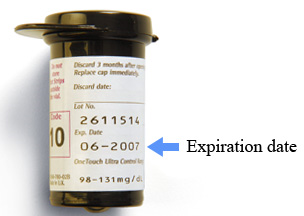 Discard 3 months after
Replace cap immediately.
Discard date:
Lot No.
2611514
Exp. Date
06-2007
OneTouch Ultra Control
98-131mg/dL
10
Expiration date